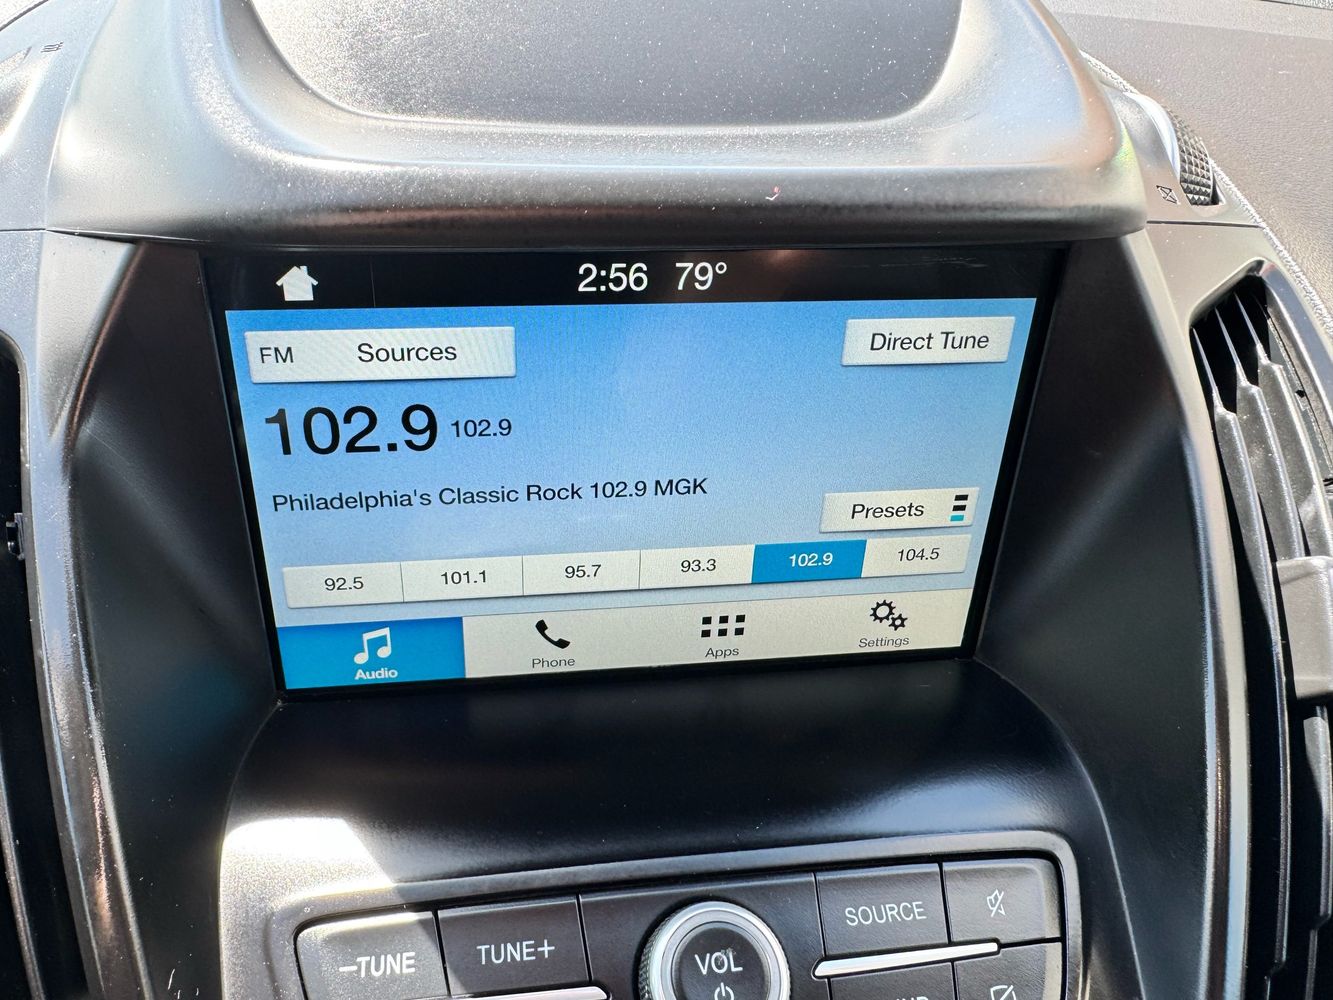 2:56 79°
FM Sources
Direct Tune
102.9 102.9
Philadelphia's Classic Rock 102.9 MGK
Presets
92.5 101.1 95.7 93.3 102.9 104.5
Audio Phone Apps Settings
–TUNE TUNE+ VOL SOURCE